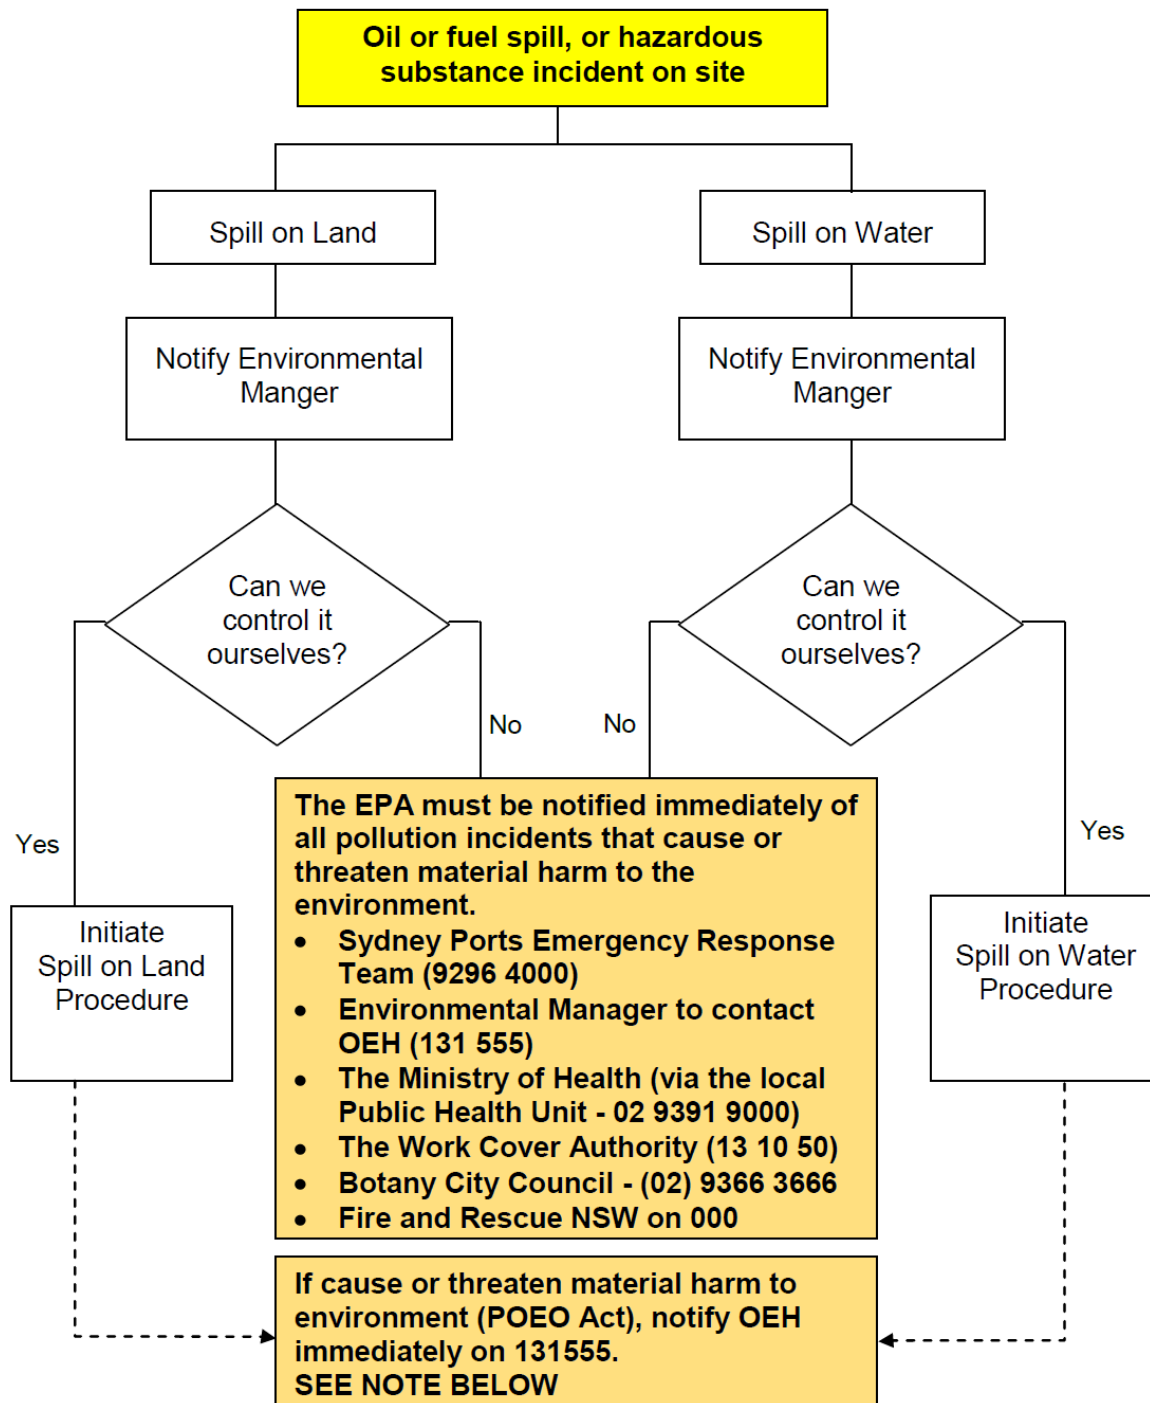 Oil or fuel spill, or hazardous
substance incident on site
Spill on Land
Spill on Water
Notify Environmental
Manger
Notify Environmental
Manger
Can we
control it
ourselves?
Can we
control it
ourselves?
No
No
Yes
Yes
The EPA must be notified immediately of
all pollution incidents that cause or
threaten material harm to the
environment.
• Sydney Ports Emergency Response
Team (9296 4000)
• Environmental Manager to contact
OEH (131 555)
• The Ministry of Health (via the local
Public Health Unit - 02 9391 9000)
• The Work Cover Authority (13 10 50)
• Botany City Council - (02) 9366 3666
• Fire and Rescue NSW on 000
Initiate
Spill on Land
Procedure
Initiate
Spill on Water
Procedure
If cause or threaten material harm to
environment (POEO Act), notify OEH
immediately on 131555.
SEE NOTE BELOW